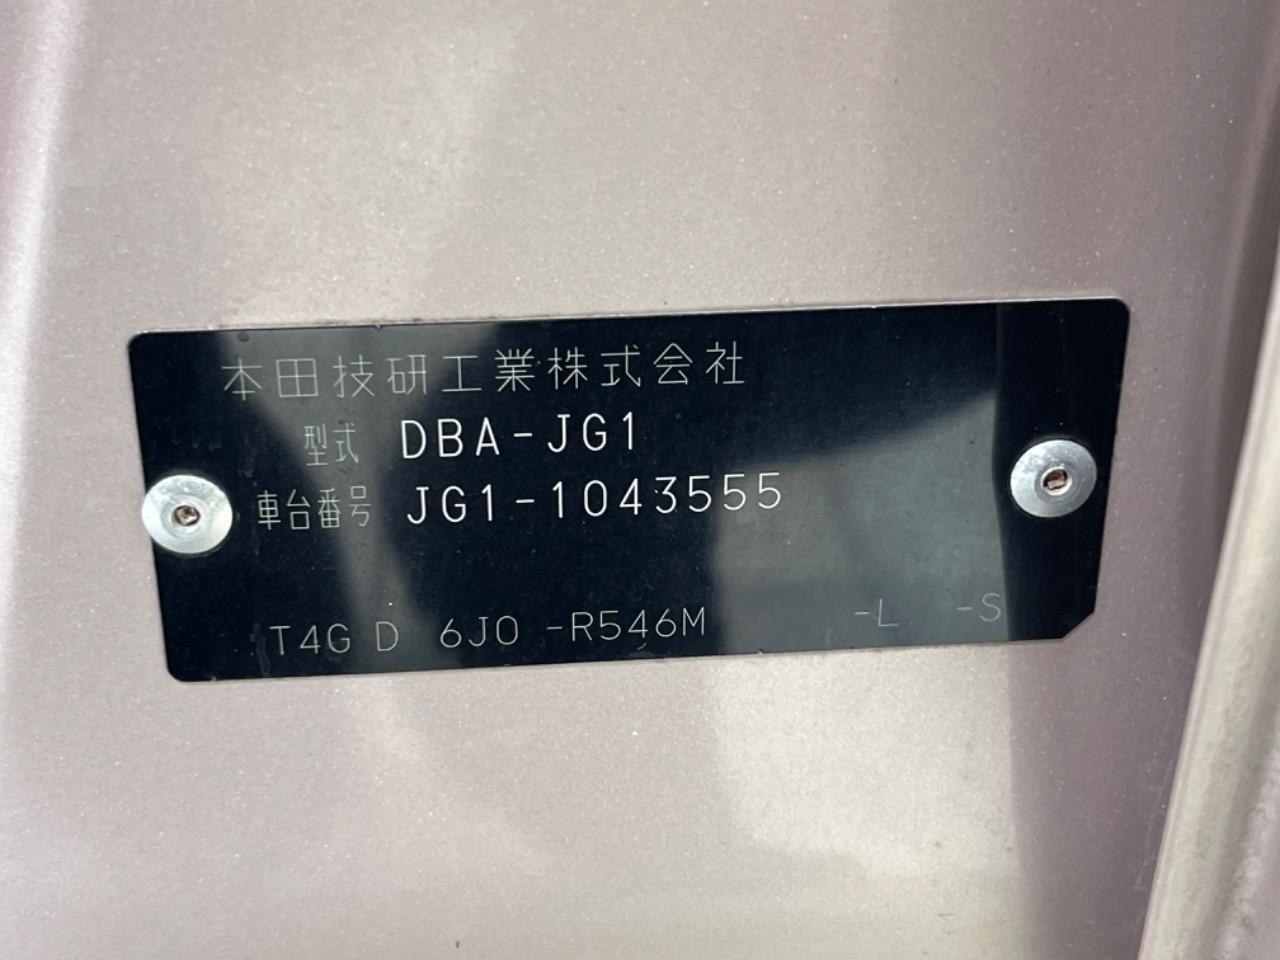 本田技研工業株式会社
型式 DBA-JG1
車台番号 JG1-1043555
T4G D 6J0 -R546M -L -S